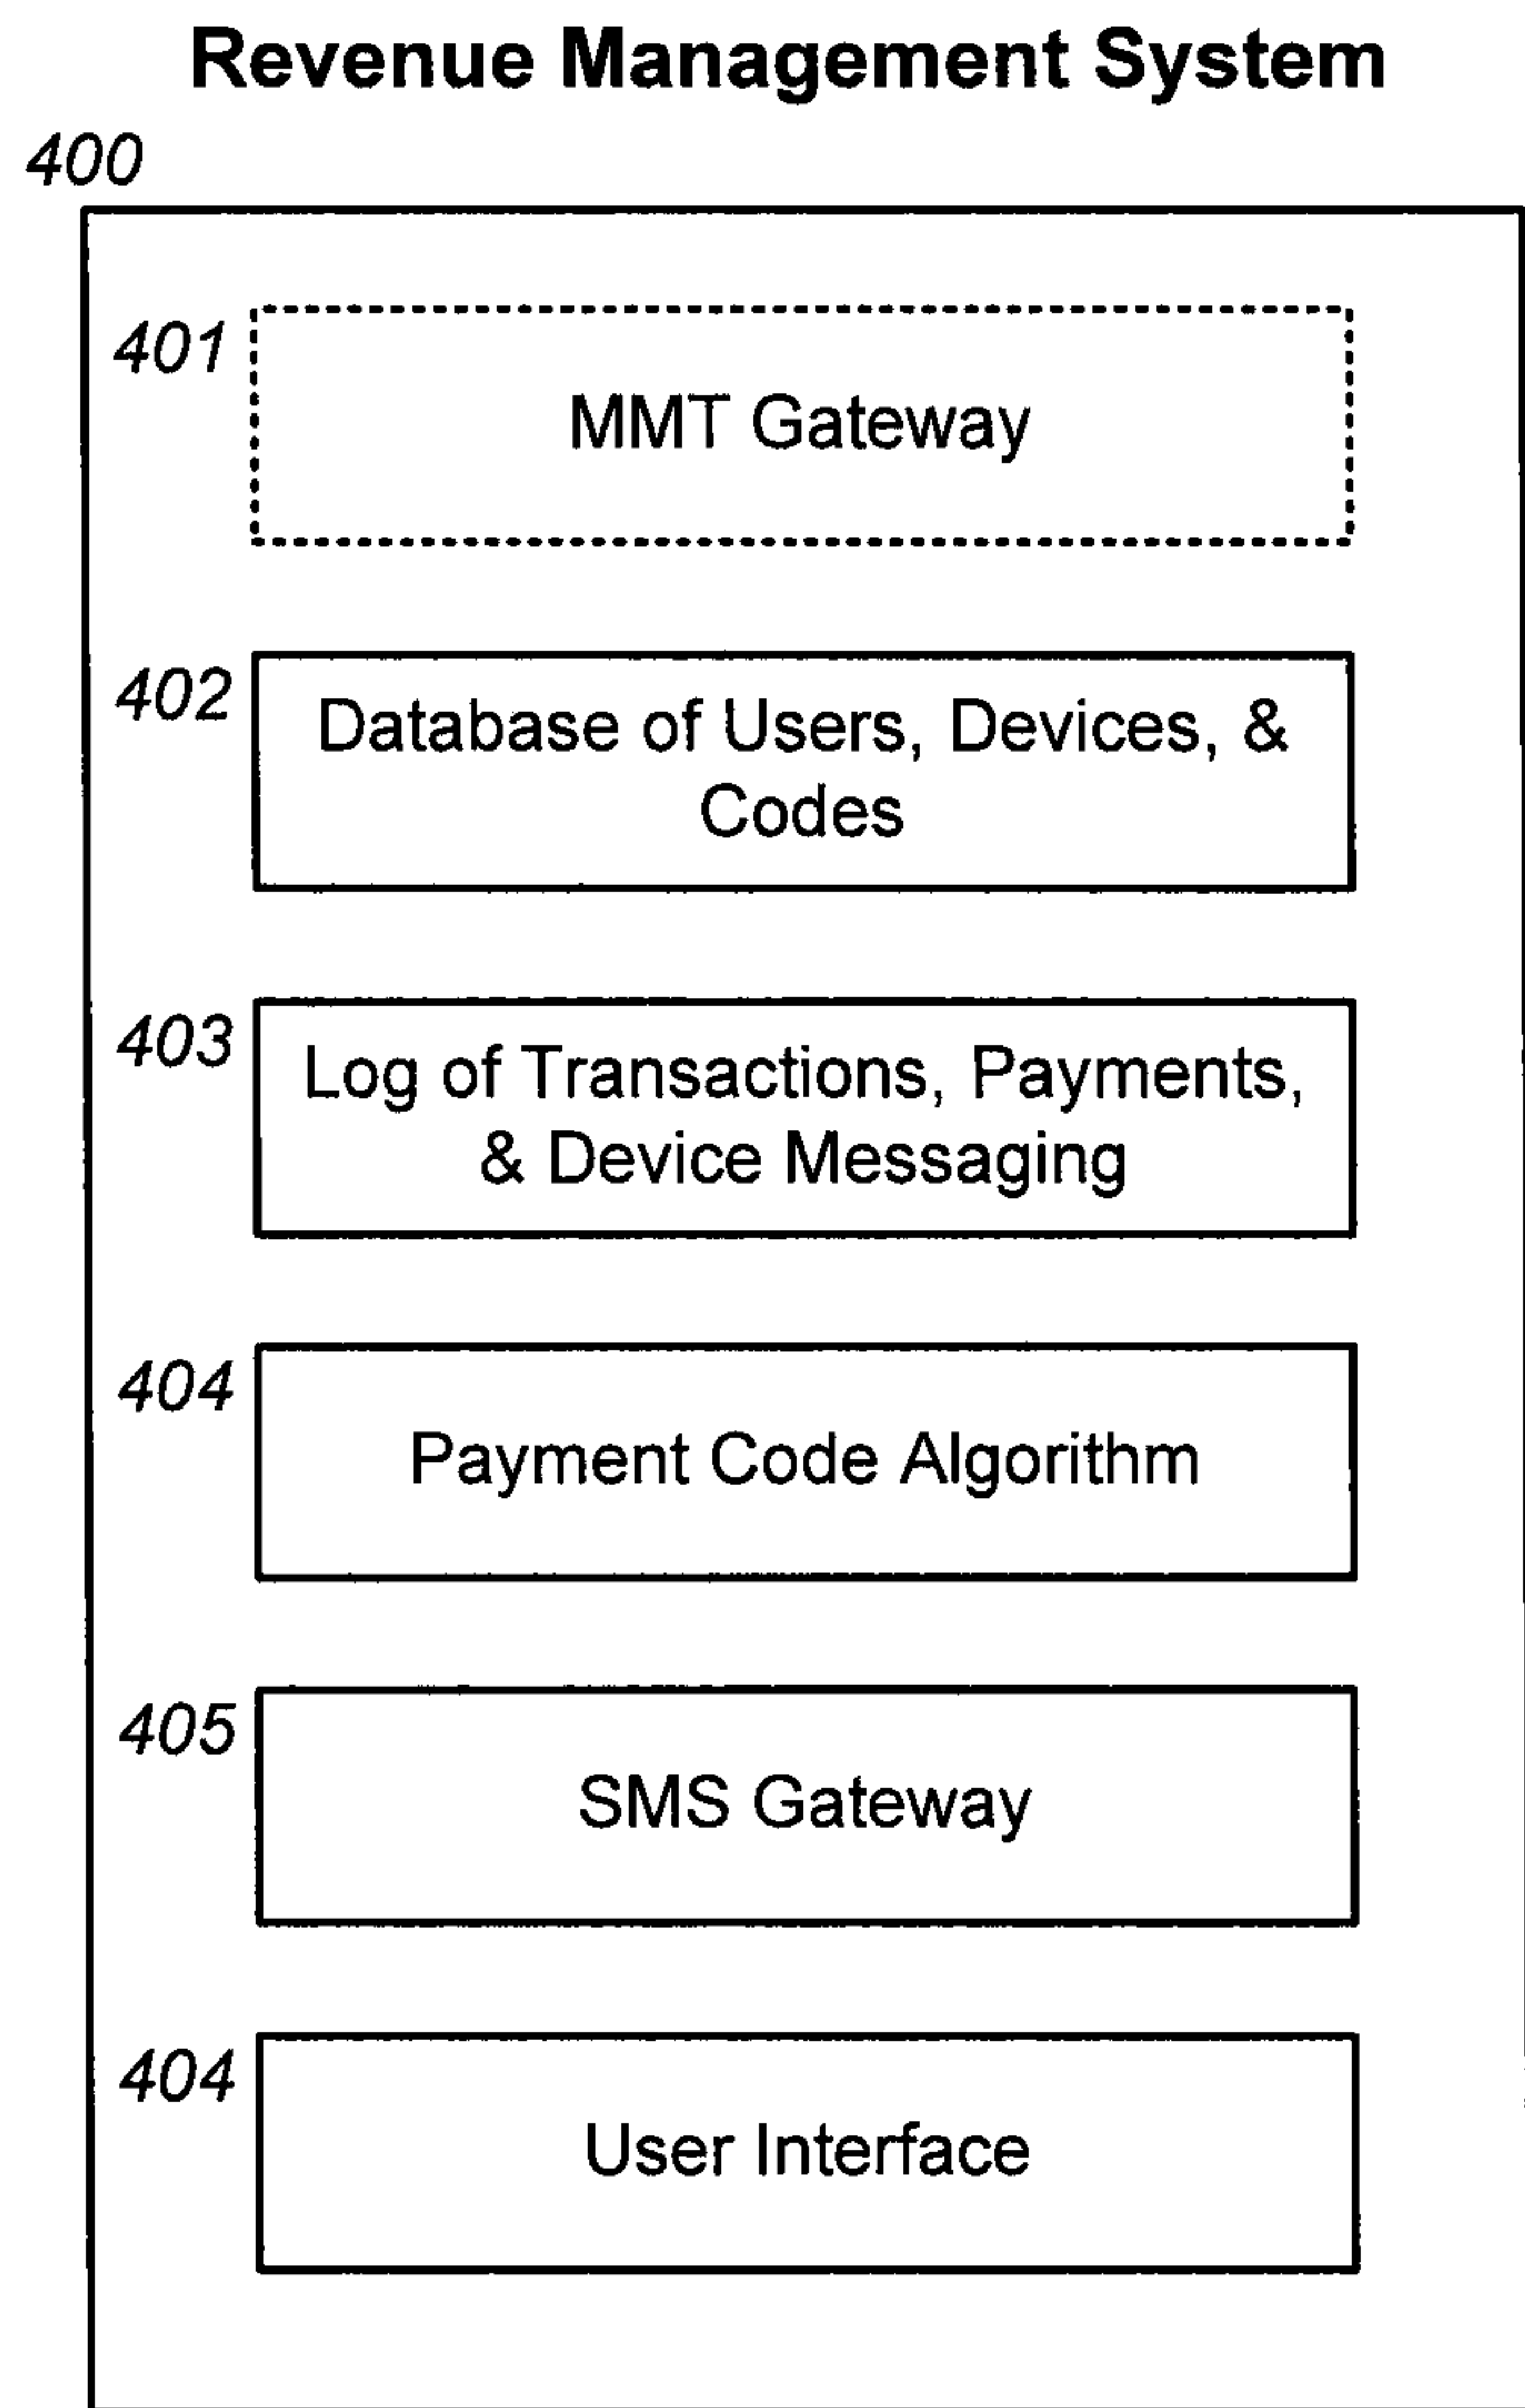 Revenue Management System
400
401
MMT Gateway
402
Database of Users, Devices, &
Codes
403
Log of Transactions, Payments,
& Device Messaging
404
Payment Code Algorithm
405
SMS Gateway
404
User Interface